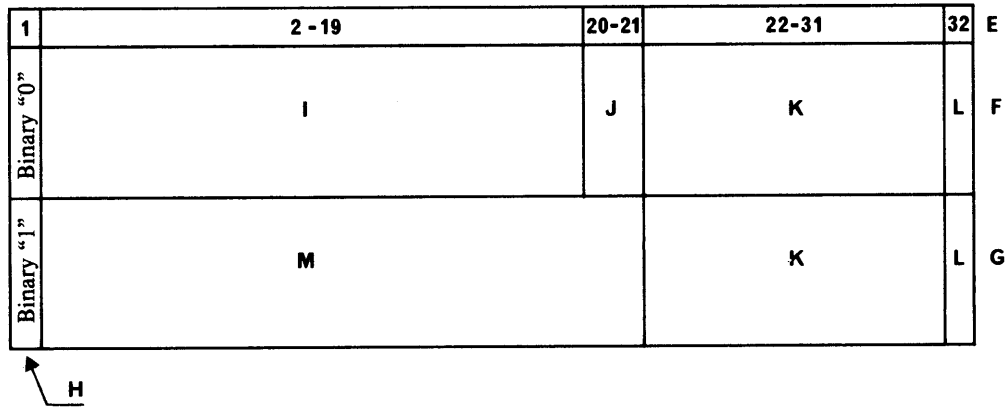 1 2 - 19 20-21 22-31 32 E
Binary “0” I J K L F
Binary “1” M K L G
H